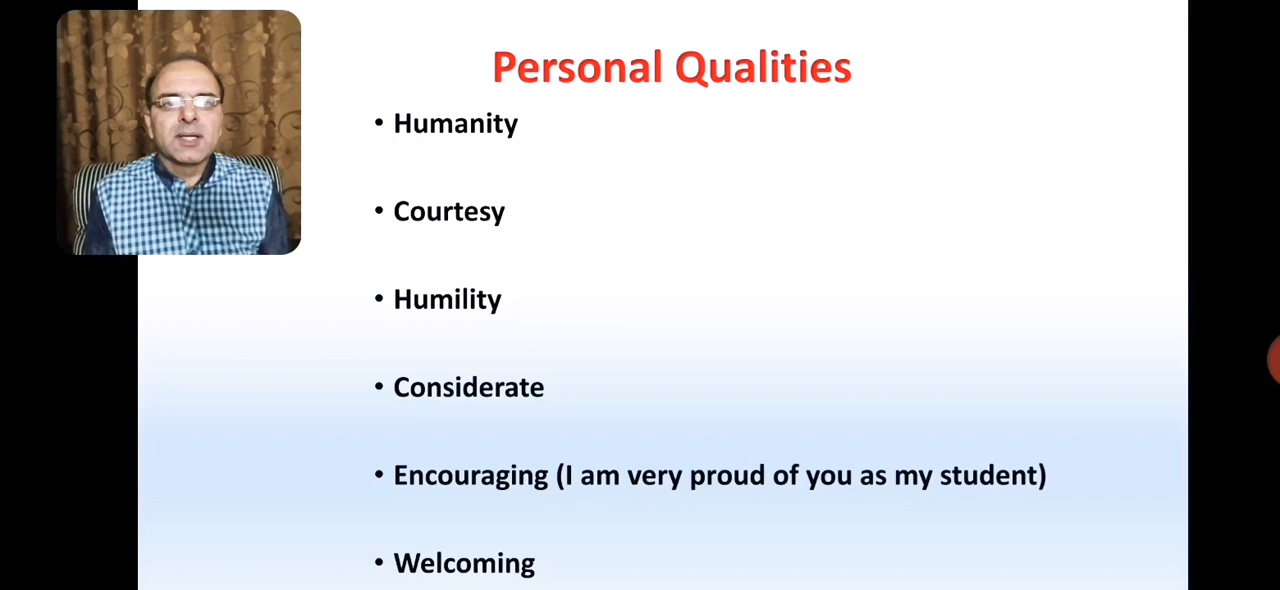 Personal Qualities
• Humanity
• Courtesy
• Humility
• Considerate
• Encouraging (I am very proud of you as my student)
• Welcoming